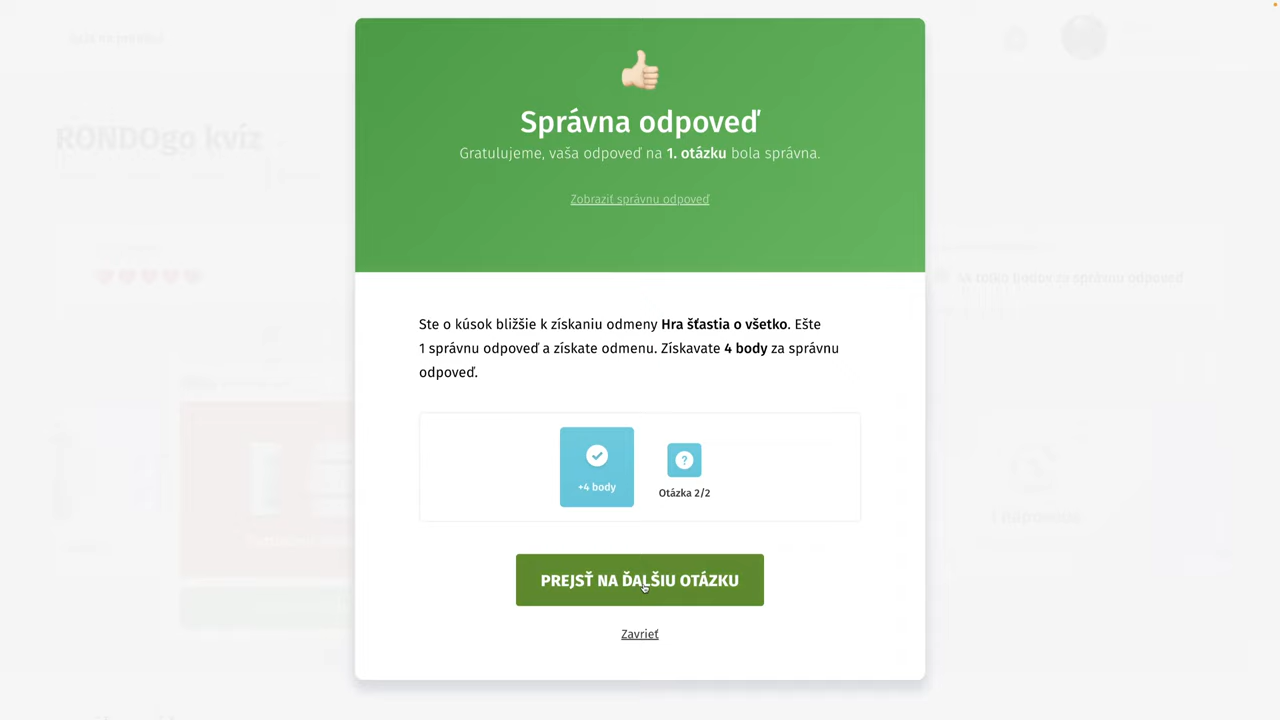 RONDOgo kvíz
Správna odpoveď
Gratulujeme, vaša odpoveď na 1. otázku bola správna.
Zobraziť správnu odpoveď
Ste o kúsok bližšie k získaniu odmeny Hra šťastia o všetko. Ešte
1 správnu odpoveď a získate odmenu. Získavate 4 body za správnu
odpoveď.
+4 body
?
Otázka 2/2
PREJSŤ NA ĎALŠIU OTÁZKU
Zavrieť